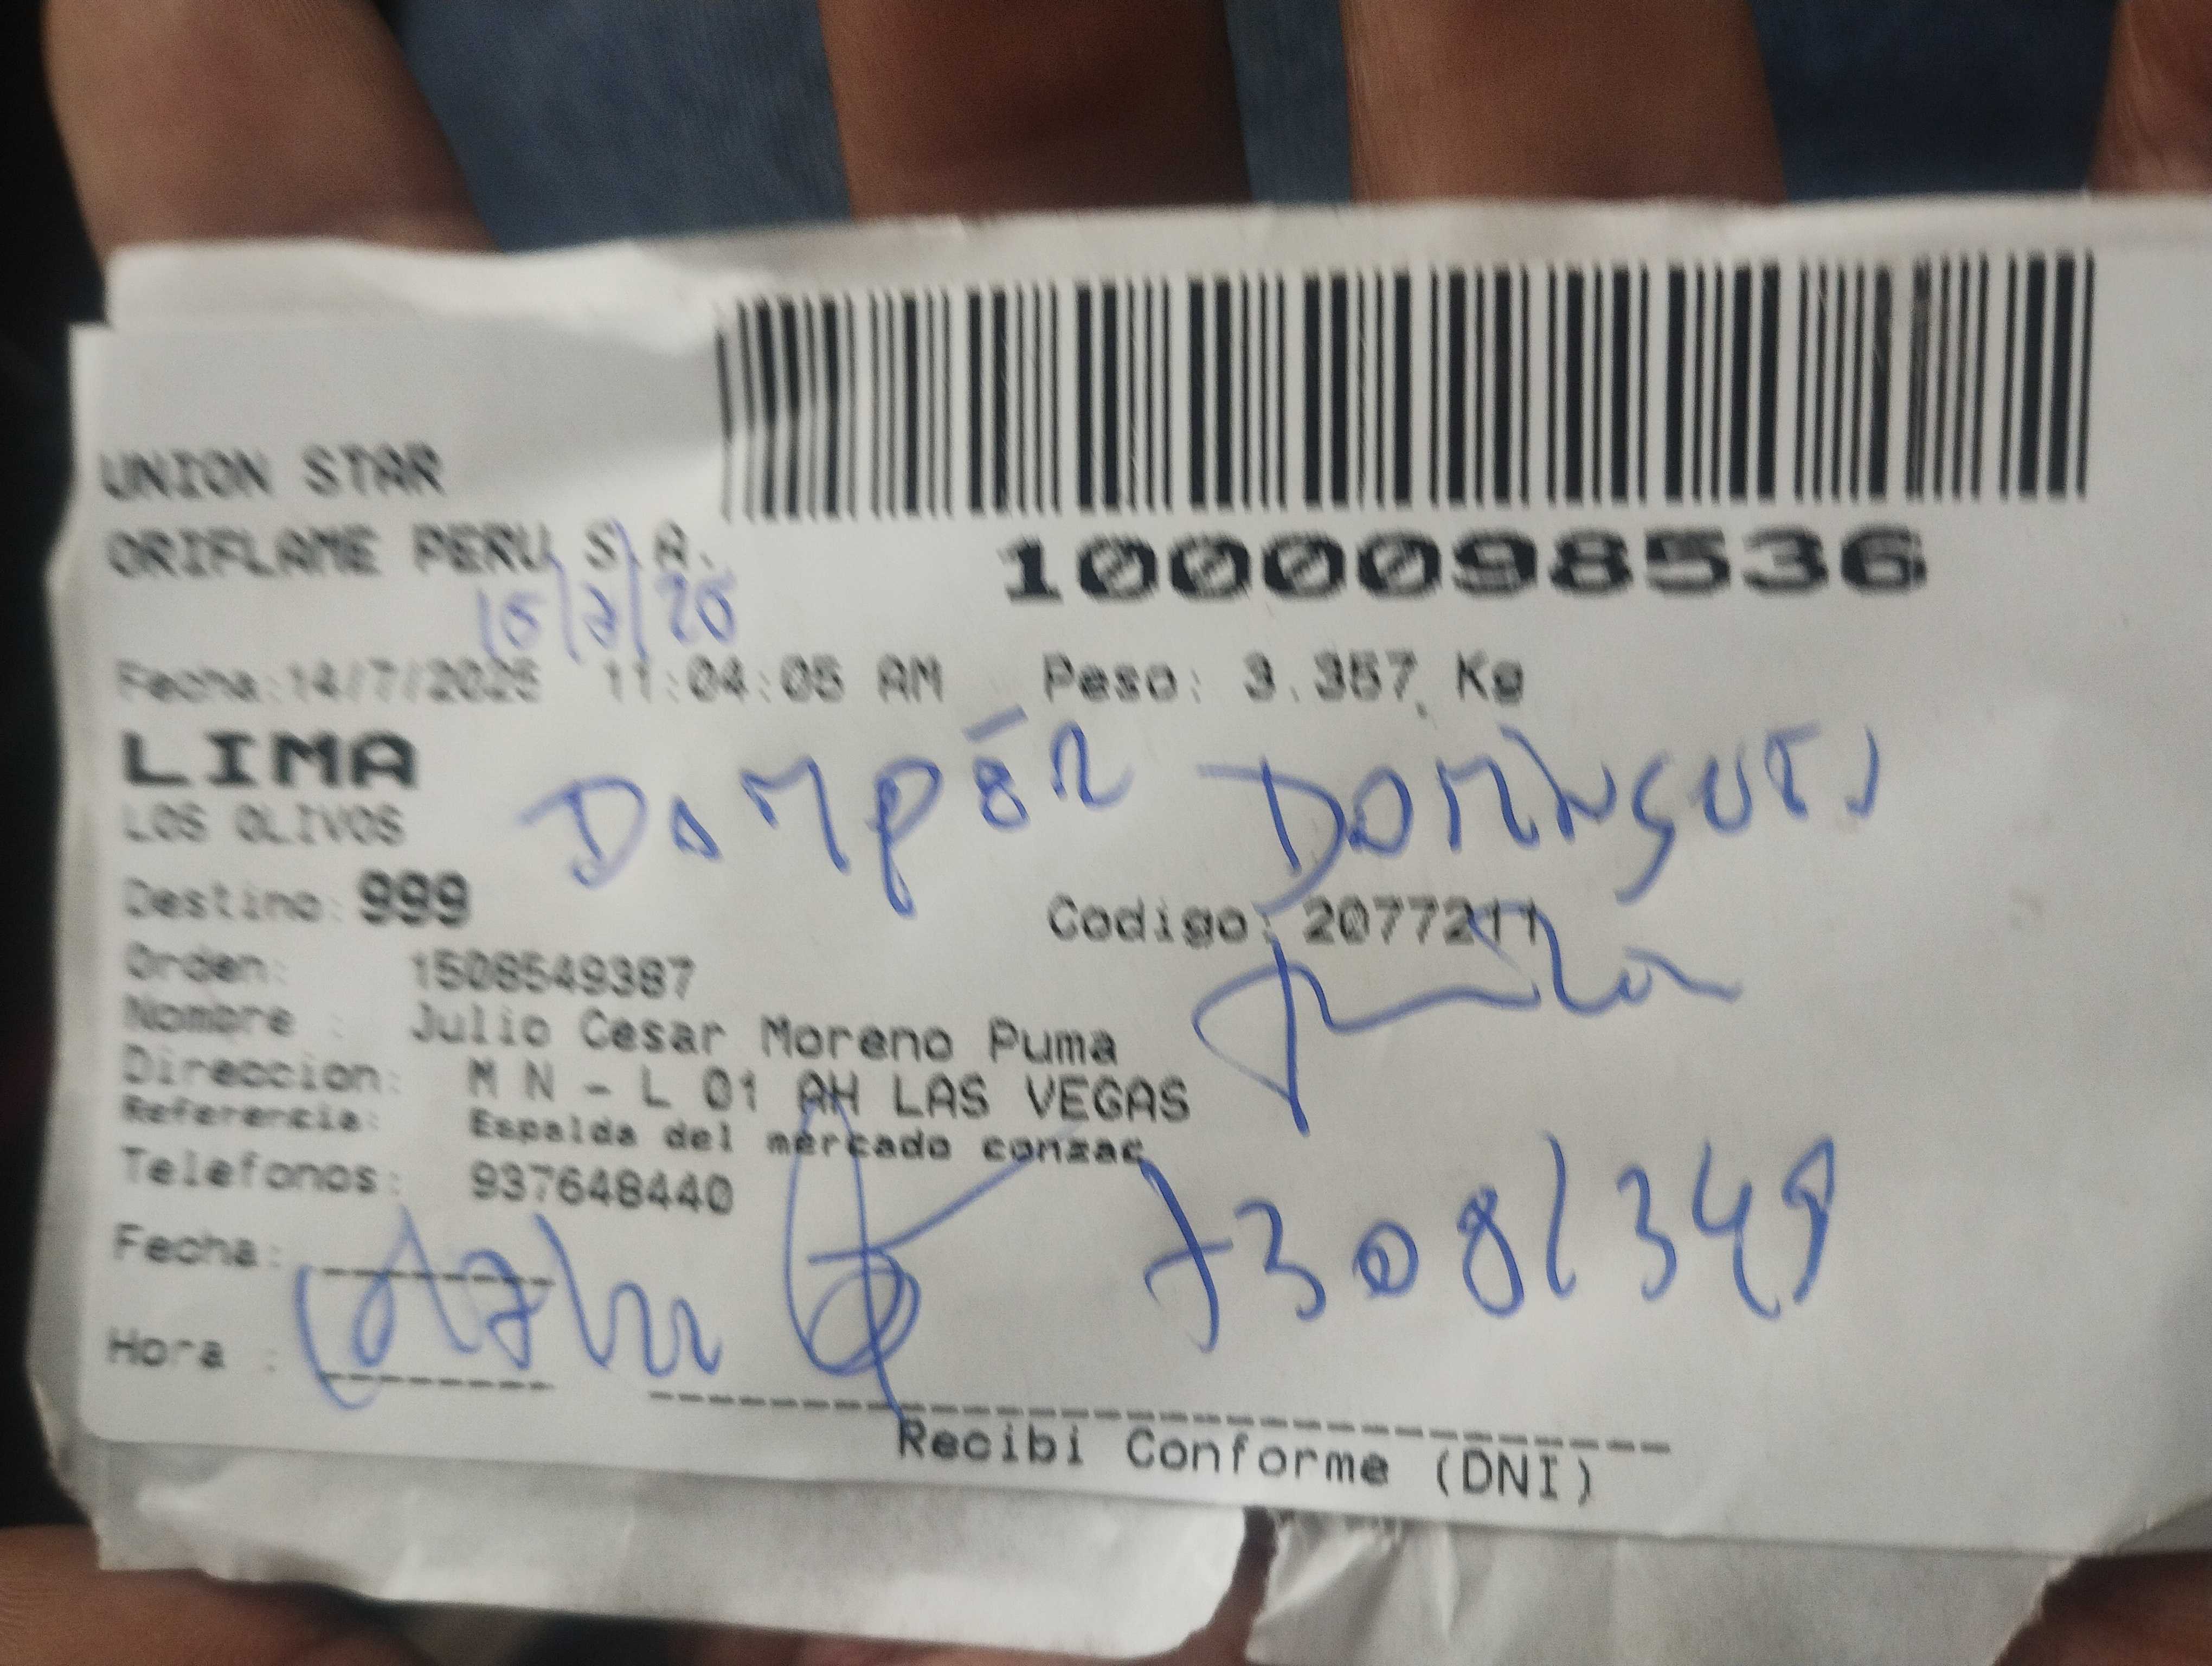 UNION STAR
ORIFLAME PERU S.A.
1000098536
15/7/25
Fecha:14/7/2025 11:04:05 AM Peso: 3.357 Kg
LIMA
LOS OLIVOS
Destino: 999
Codigo: 2077211
Orden: 1508549387
Nombre : Julio Cesar Moreno Puma
Direccion: M N - L 01 AH LAS VEGAS
Referencia: Espalda del mercado conzac
Telefonos: 937648440
Fecha:
Hora :
Recibi Conforme (DNI)